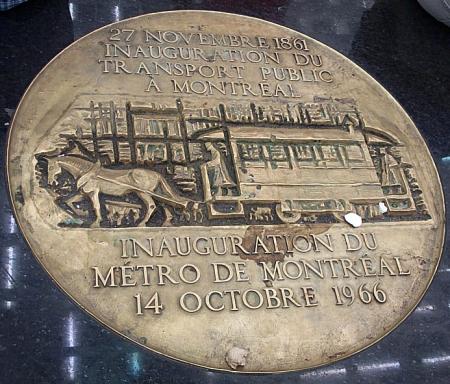 27 NOVEMBRE 1861
INAUGURATION DU
TRANSPORT PUBLIC
À MONTRÉAL
INAUGURATION DU
MÉTRO DE MONTRÉAL
14 OCTOBRE 1966